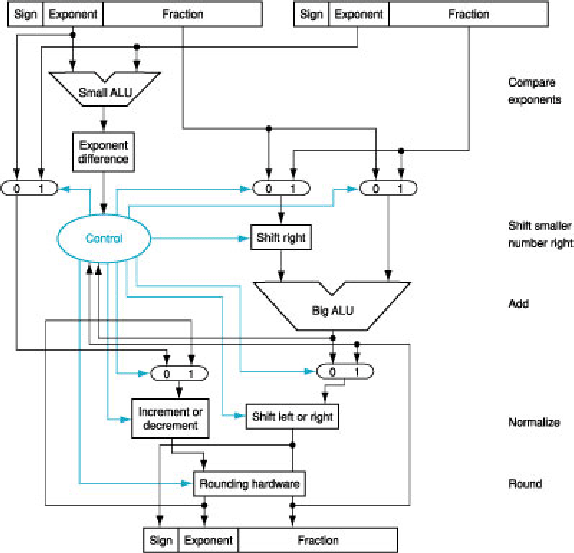 Sign Exponent Fraction Sign Exponent Fraction
Small ALU
Compare
exponents
Exponent
difference
0 1 0 1 0 1
Control
Shift right
Shift smaller
number right
Big ALU
Add
0 1 0 1
Increment or
decrement
Shift left or right
Normalize
Rounding hardware
Round
Sign Exponent Fraction